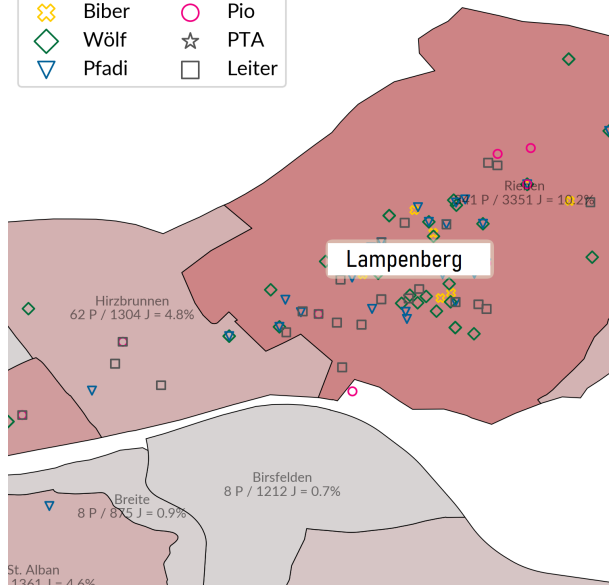 Biber
Pio
Wölf
PTA
Pfadi
Leiter
Riehen
P / 3351 J = 10.2%
Lampenberg
Hirzbrunnen
62 P / 1304 J = 4.8%
Birsfelden
8 P / 1212 J = 0.7%
Breite
8 P / 875 J = 0.9%
St. Alban
1361 J = 4.6%